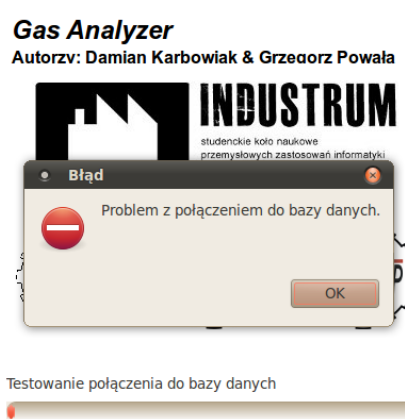 Gas Analyzer
Autorzy: Damian Karbowiak & Grzegorz Powała
INDUSTRUM
studenckie koło naukowe
przemysłowych zastosowań informatyki
Błąd
Problem z połączeniem do bazy danych.
OK
Testowanie połączenia do bazy danych